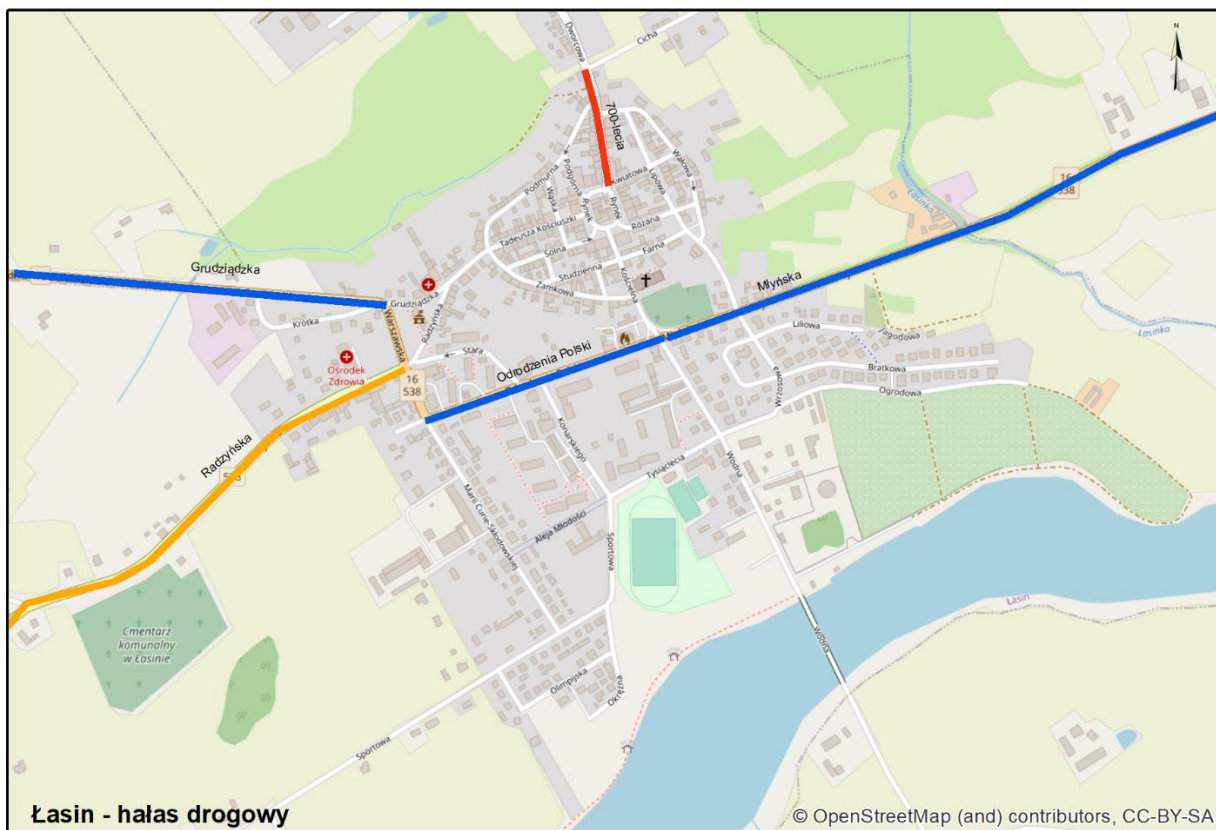 Dworcowa
Cicha
N
700-lecia
Kwiatowa
Lipowa
Wałowa
Podmurna
Podgórna
Wąska
Rynek
Rynek
Różana
Tadeusza Kościuszki
Solna
Farna
Studzienna
Zamkowa
Kościelna
16
538
Łasinka
Łasinka
Grudziądzka
Grudziądzka
Krótka
Warszawska
Radzyńska
Ośrodek
Zdrowia
16
538
Stara
Odrodzenia Polski
Młyńska
Liliowa
Jagodowa
Bratkowa
Ogrodowa
Wrzosowa
Radzyńska
Konarskiego
Tysiąclecia
Wodna
Marii Curie-Skłodowskiej
Aleja Młodości
Sportowa
Cmentarz
komunalny
w Łasinie
Łasin
Wodna
Olimpijska
Okrężna
Sportowa
Łasin - hałas drogowy
© OpenStreetMap (and) contributors, CC-BY-SA